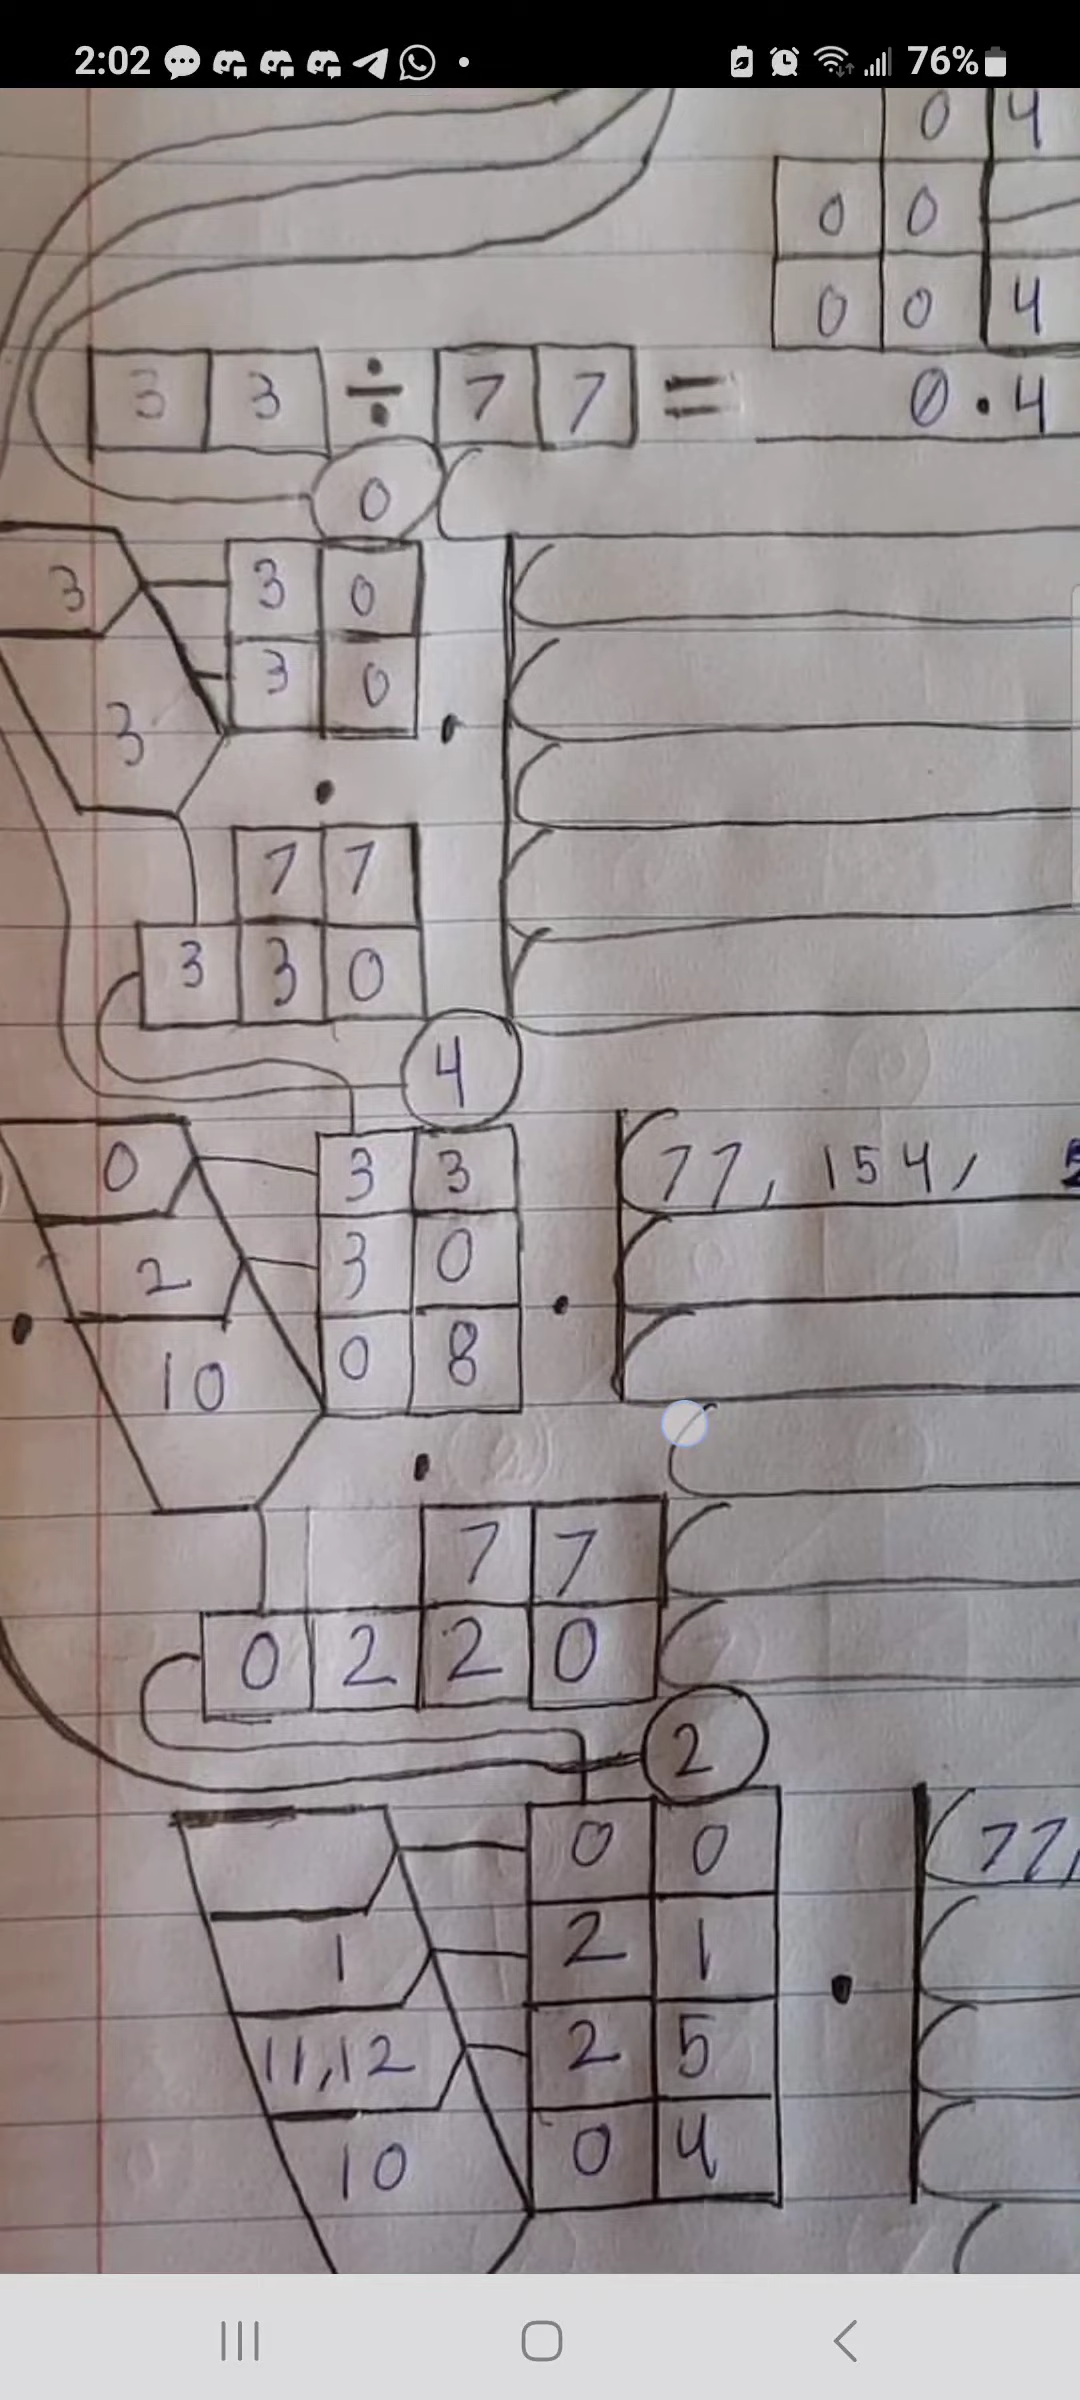 2:02 76%
0 4
0 0
0 0 4
3 3 ÷ 7 7 = 0.4
0
3 3 0
3 0
3
.
.
7 7
3 3 0
4
0 3 3 77, 154,
2 3 0
. .
10 0 8
.
7 7
0 2 2 0
2
0 0 77,
1 2 1
.
11,12 2 5
10 0 4